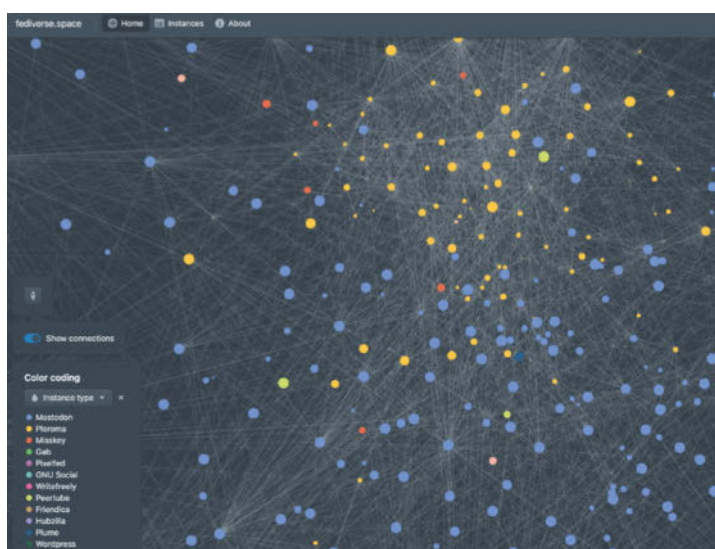 fediverse.space
Home
Instances
About
Show connections
Color coding
Instance type
Mastodon
Pleroma
Misskey
Gab
Pixelfed
GNU Social
Writefreely
Peertube
Friendica
Hubzilla
Plume
Wordpress